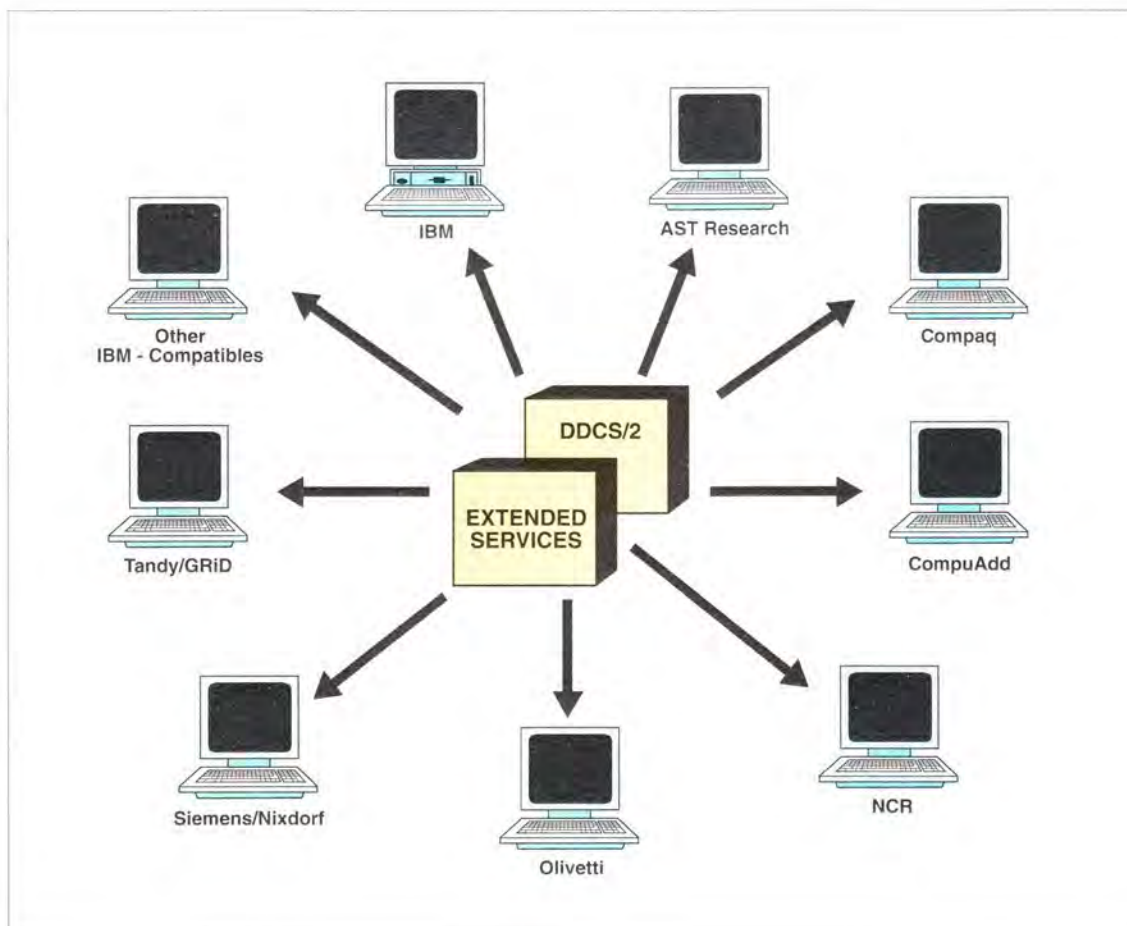 IBM
AST Research
Other
IBM - Compatibles
Compaq
DDCS/2
EXTENDED
SERVICES
Tandy/GRiD
CompuAdd
Siemens/Nixdorf
Olivetti
NCR